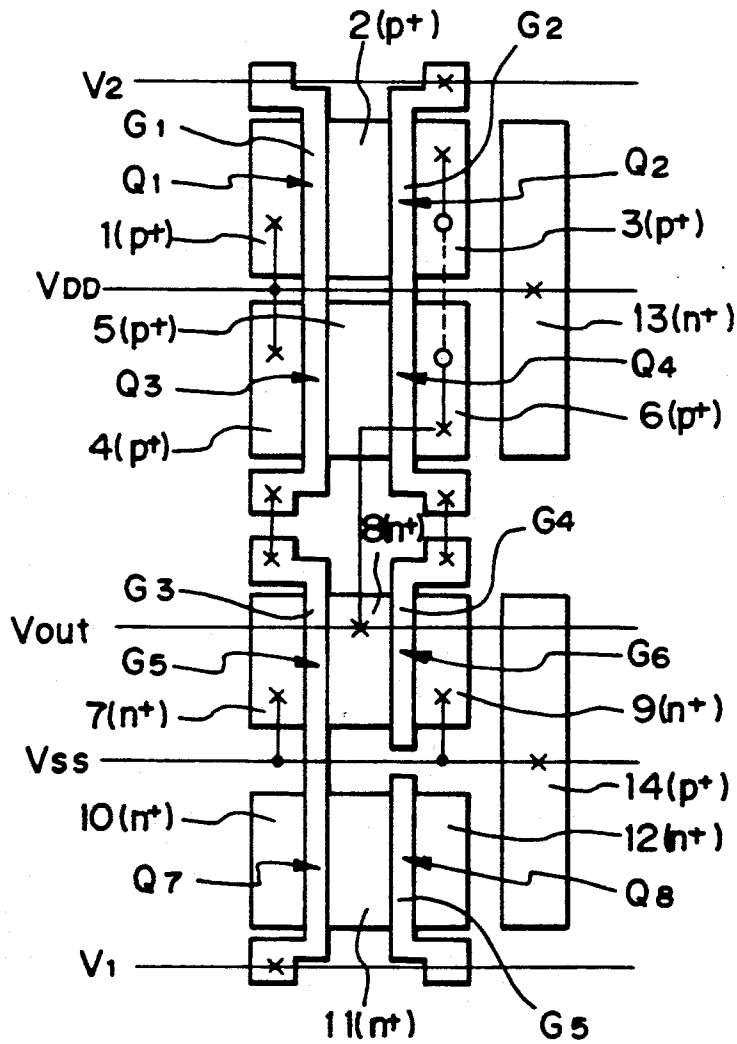 2(p+) G2
V2
G1
Q1 Q2
1(p+) 3(p+)
VDD
5(p+) 13(n+)
Q3 Q4
4(p+) 6(p+)
8(n+) G4
G3
Vout
G5 G6
7(n+) 9(n+)
Vss
14(p+)
10(n+) 12(n+)
Q7 Q8
V1
11(n+) G5